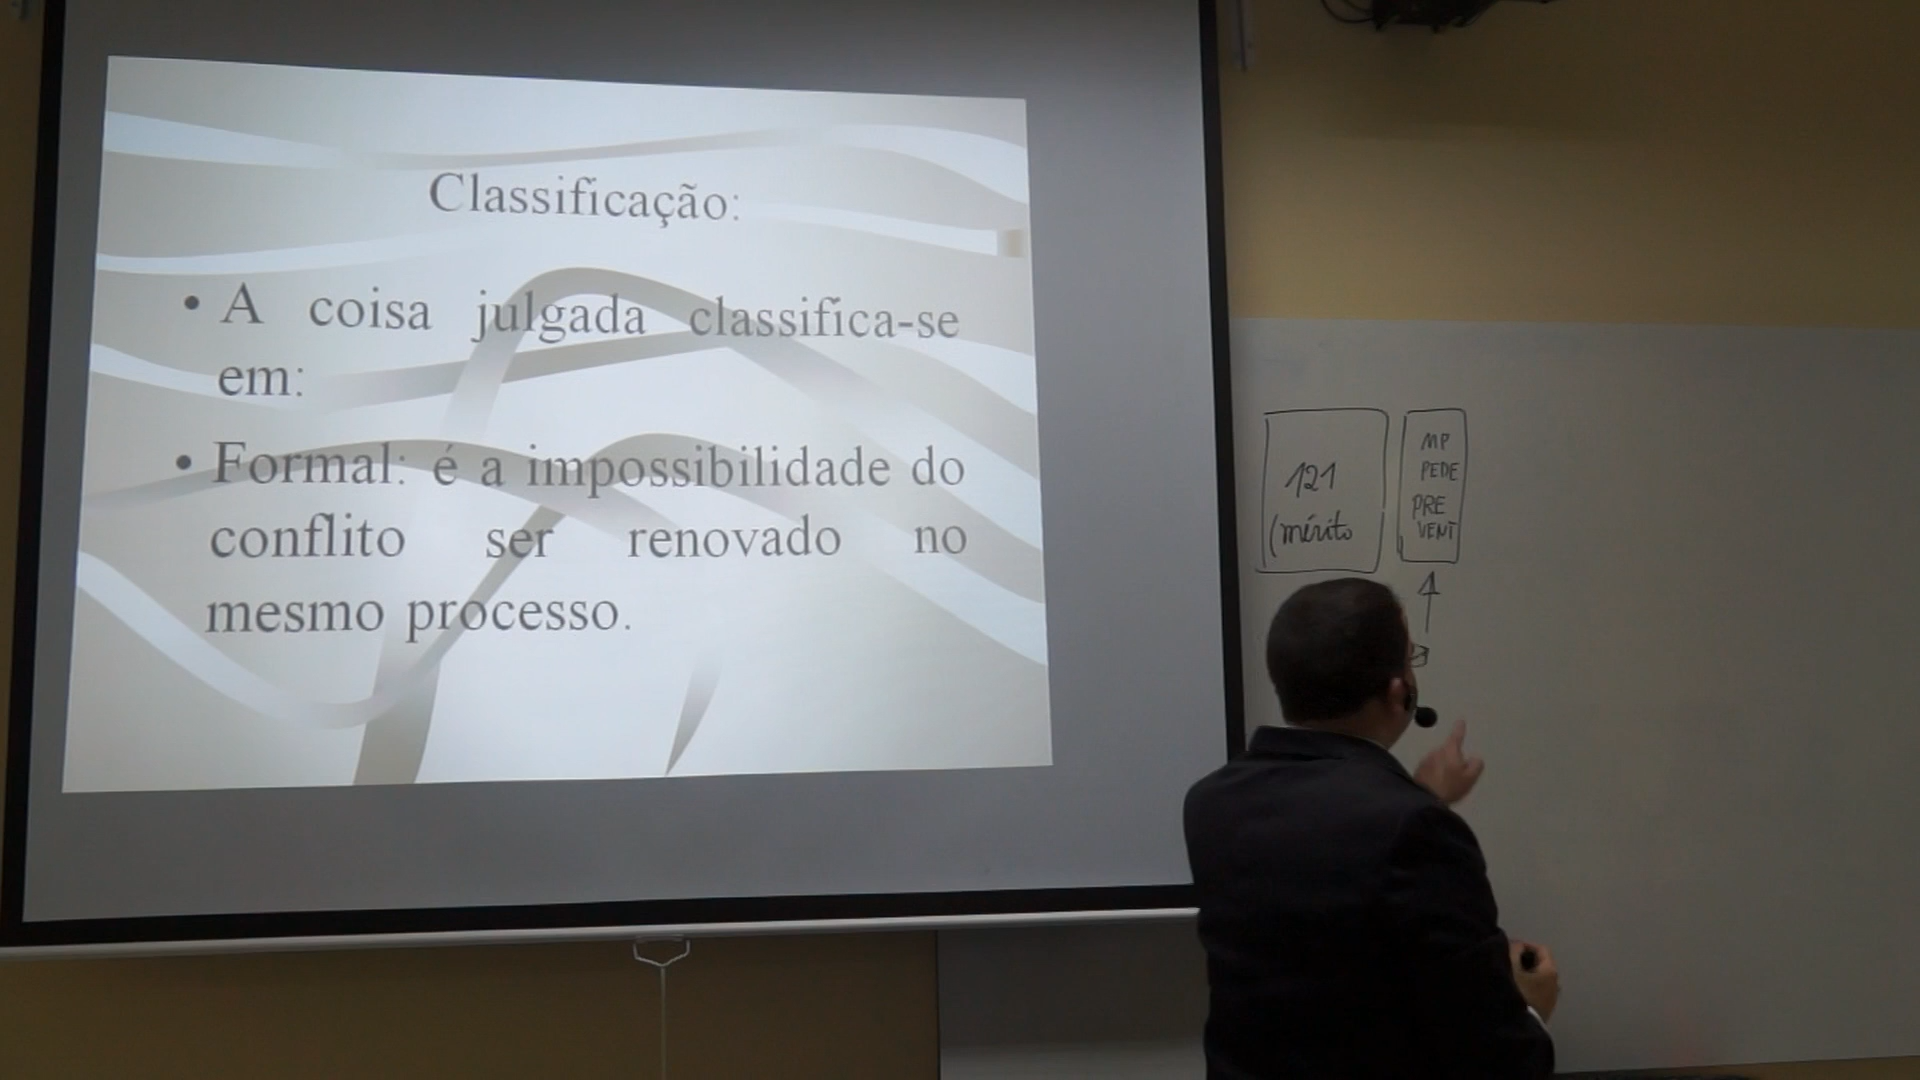 Classificação:
• A coisa julgada classifica-se
em:
• Formal: é a impossibilidade do
conflito ser renovado no
mesmo processo.
121
(mérito
MP
PEDE
PRE
VENT